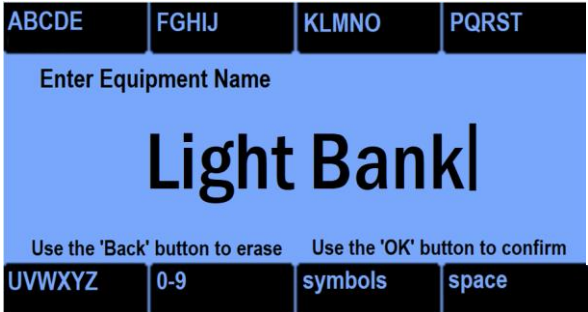 ABCDE FGHIJ KLMNO PQRST
Enter Equipment Name
Light Bank
Use the 'Back' button to erase Use the 'OK' button to confirm
UVWXYZ 0-9 symbols space